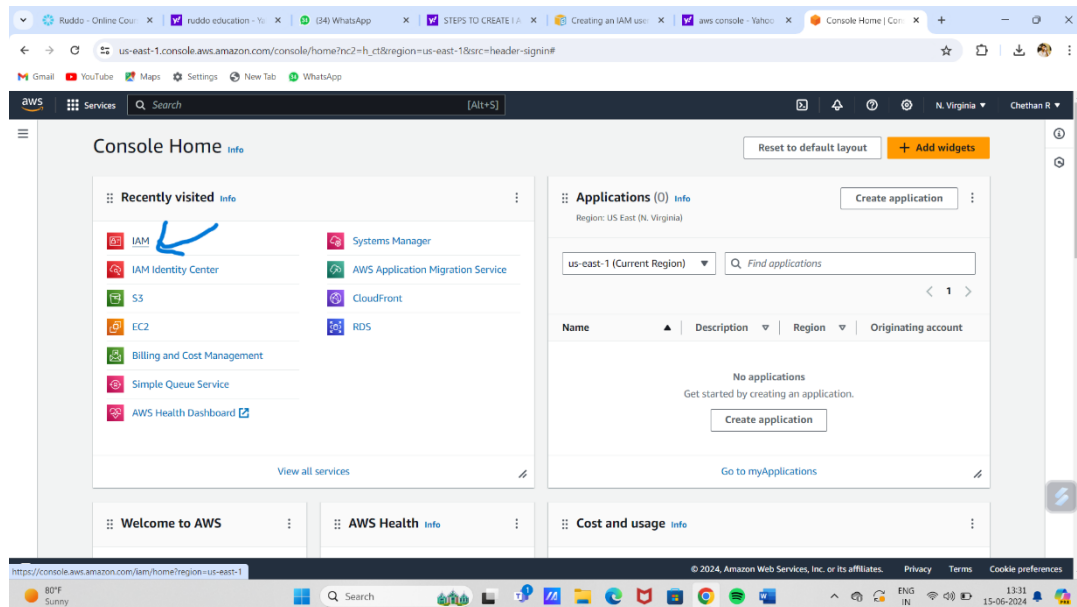 Ruddo - Online Cour
ruddo education - Ya
(34) WhatsApp
STEPS TO CREATE I A
Creating an IAM user
aws console - Yahoo
Console Home | Con
us-east-1.console.aws.amazon.com/console/home?nc2=h_ct&region=us-east-1&src=header-signin#
Gmail YouTube Maps Settings New Tab WhatsApp
aws Services Search [Alt+S] N. Virginia Chethan R
Console Home Info
Reset to default layout
+ Add widgets
Recently visited Info
IAM
IAM Identity Center
S3
EC2
Billing and Cost Management
Simple Queue Service
AWS Health Dashboard
Systems Manager
AWS Application Migration Service
CloudFront
RDS
View all services
Applications (0) Info
Region: US East (N. Virginia)
Create application
us-east-1 (Current Region)
Find applications
1
Name Description Region Originating account
No applications
Get started by creating an application.
Create application
Go to myApplications
Welcome to AWS
AWS Health Info
Cost and usage Info
https://console.aws.amazon.com/iam/home?region=us-east-1
© 2024, Amazon Web Services, Inc. or its affiliates. Privacy Terms Cookie preferences
80°F
Sunny
Search
ENG
IN
13:31
15-06-2024